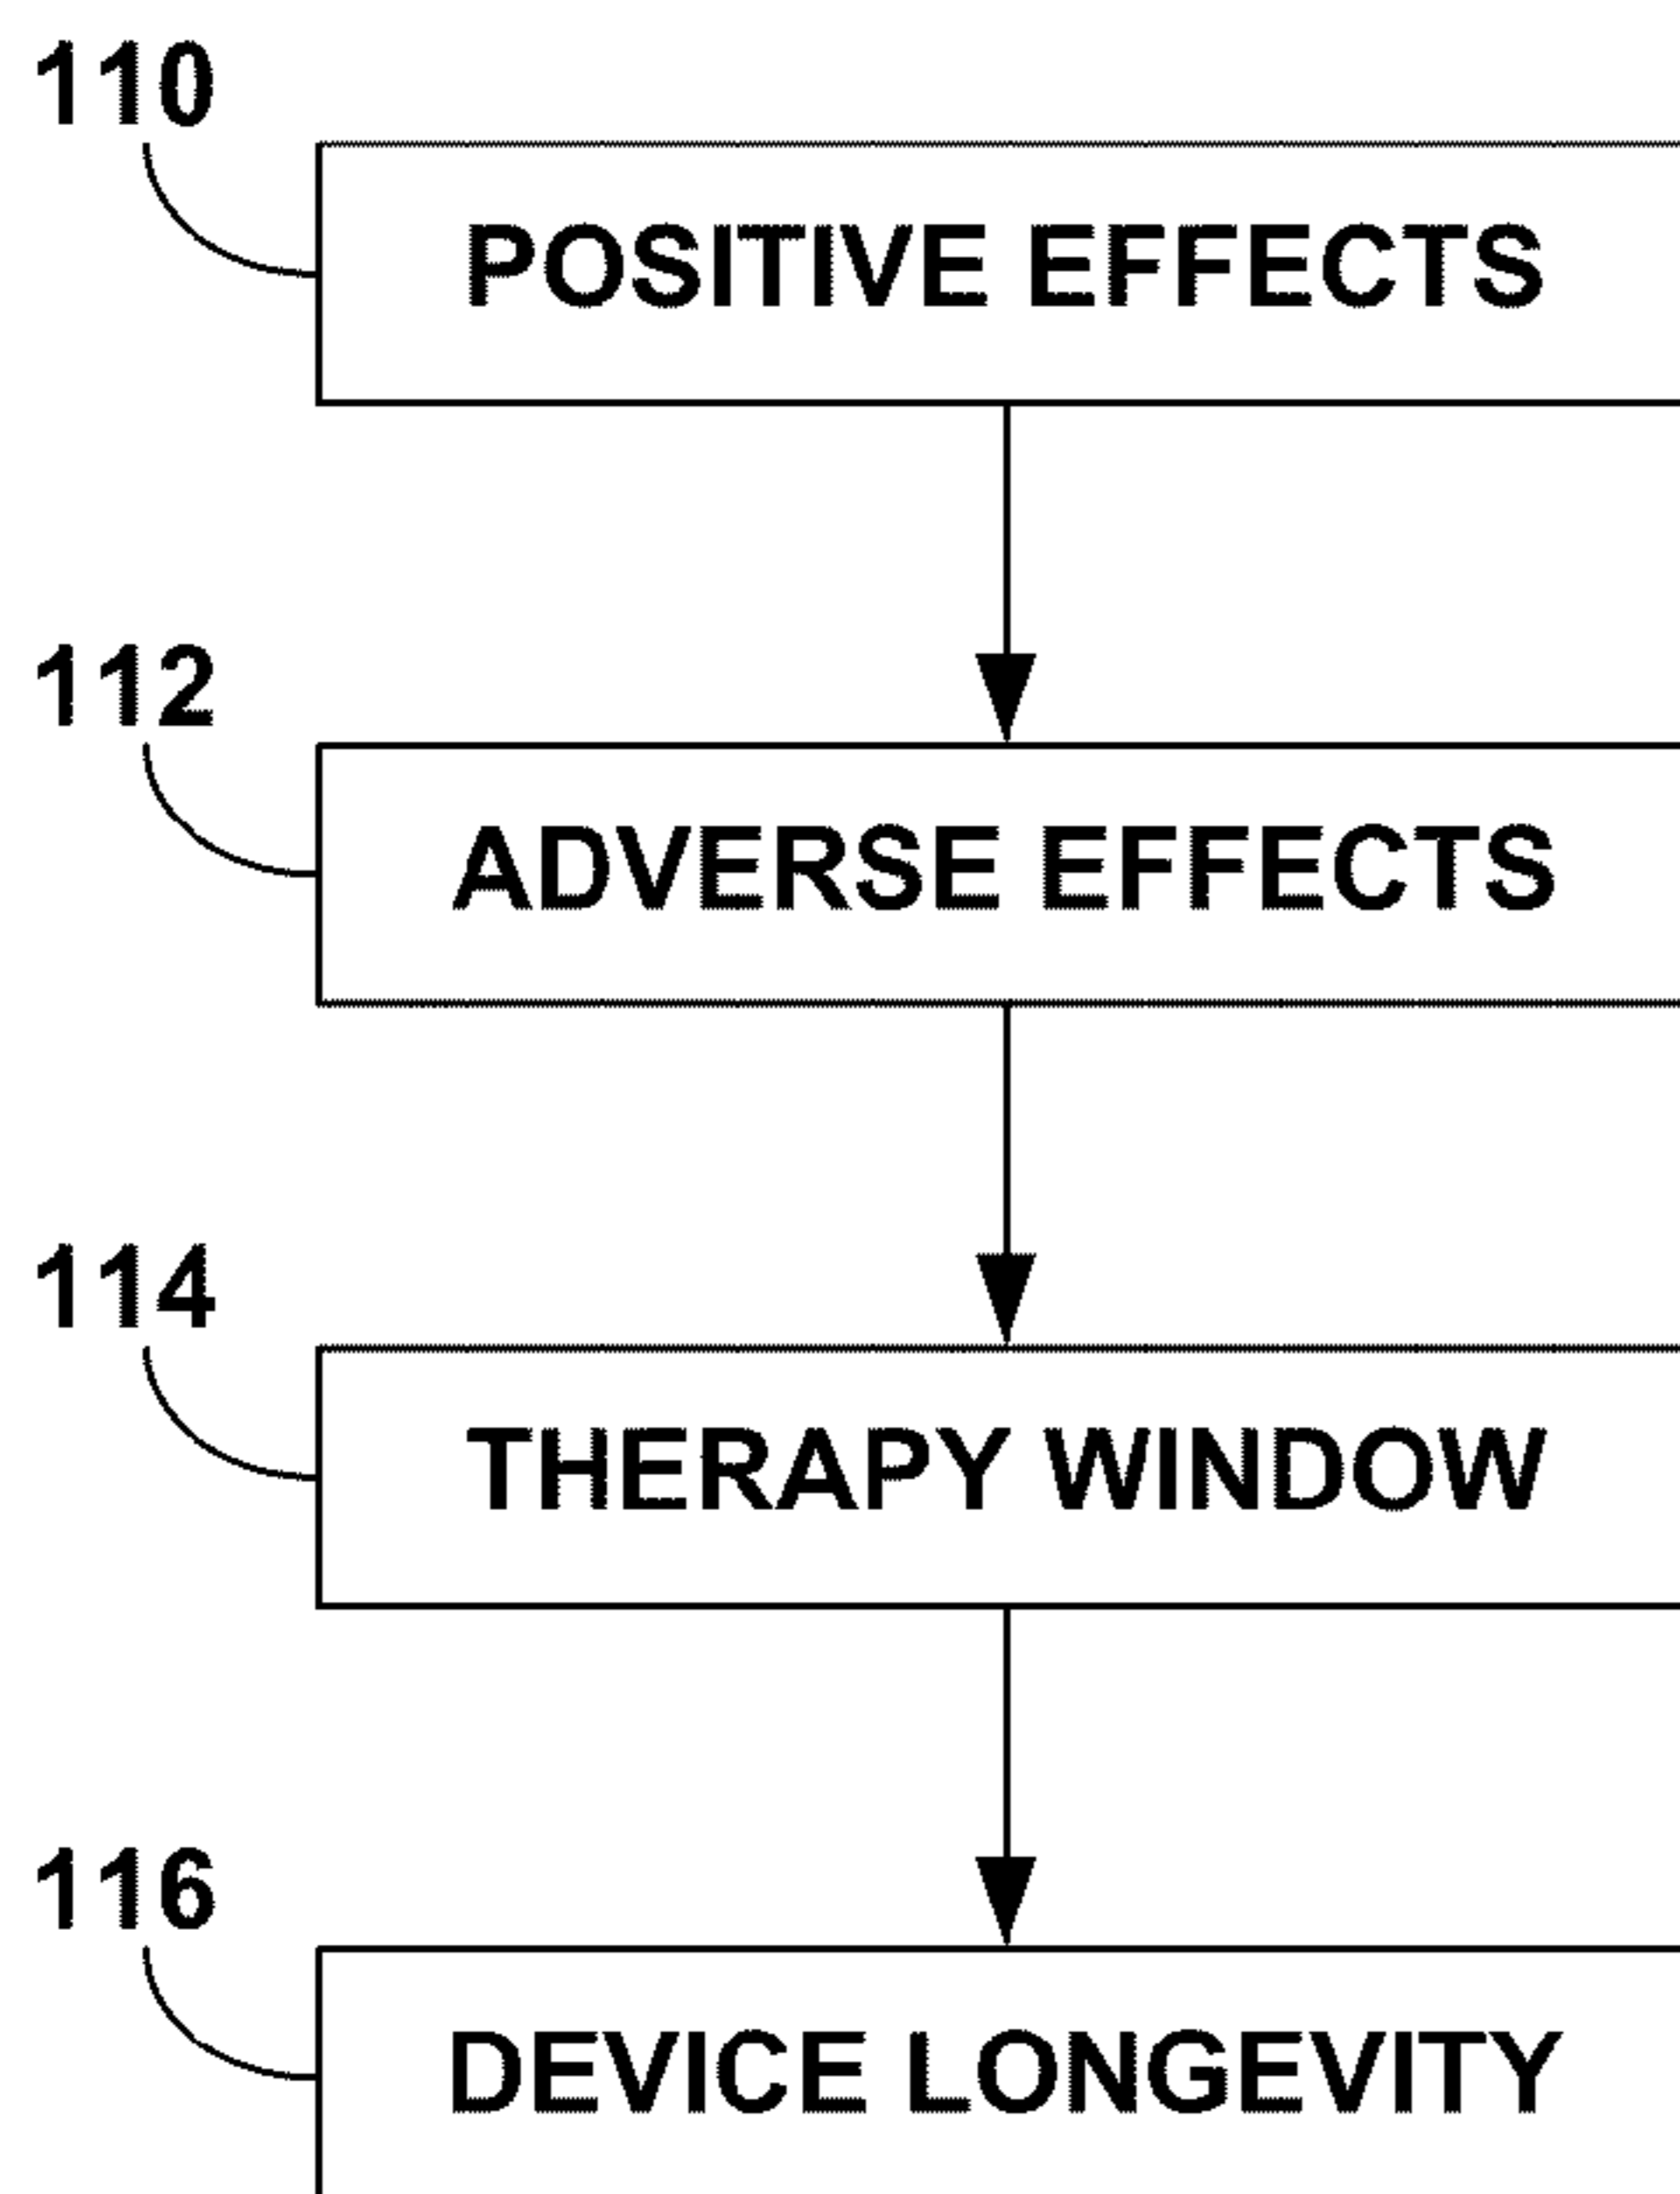 110
POSITIVE EFFECTS
112
ADVERSE EFFECTS
114
THERAPY WINDOW
116
DEVICE LONGEVITY